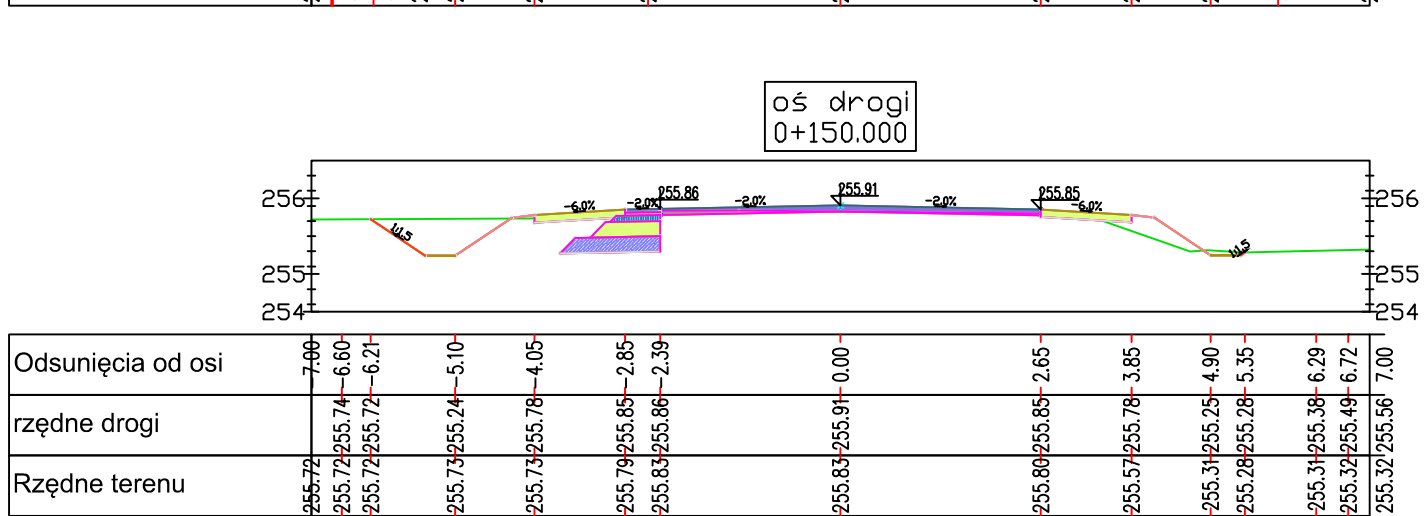 oś drogi
0+150.000
256 -6.0% -2.0% 255.86 -2.0% 255.91 -2.0% 255.85 -6.0% 256
1:1.5 1:1.5
255 255
254 254
Odsunięcia od osi -7.00 -6.60 -6.21 -5.10 -4.05 -2.85 -2.39 0.00 2.65 3.85 4.90 5.35 6.29 6.72 7.00
rzędne drogi 255.74 255.72 255.24 255.78 255.85 255.86 255.91 255.85 255.78 255.25 255.28 255.38 255.49 255.56
Rzędne terenu 255.72 255.72 255.72 255.73 255.73 255.79 255.83 255.83 255.80 255.57 255.31 255.28 255.31 255.32 255.32